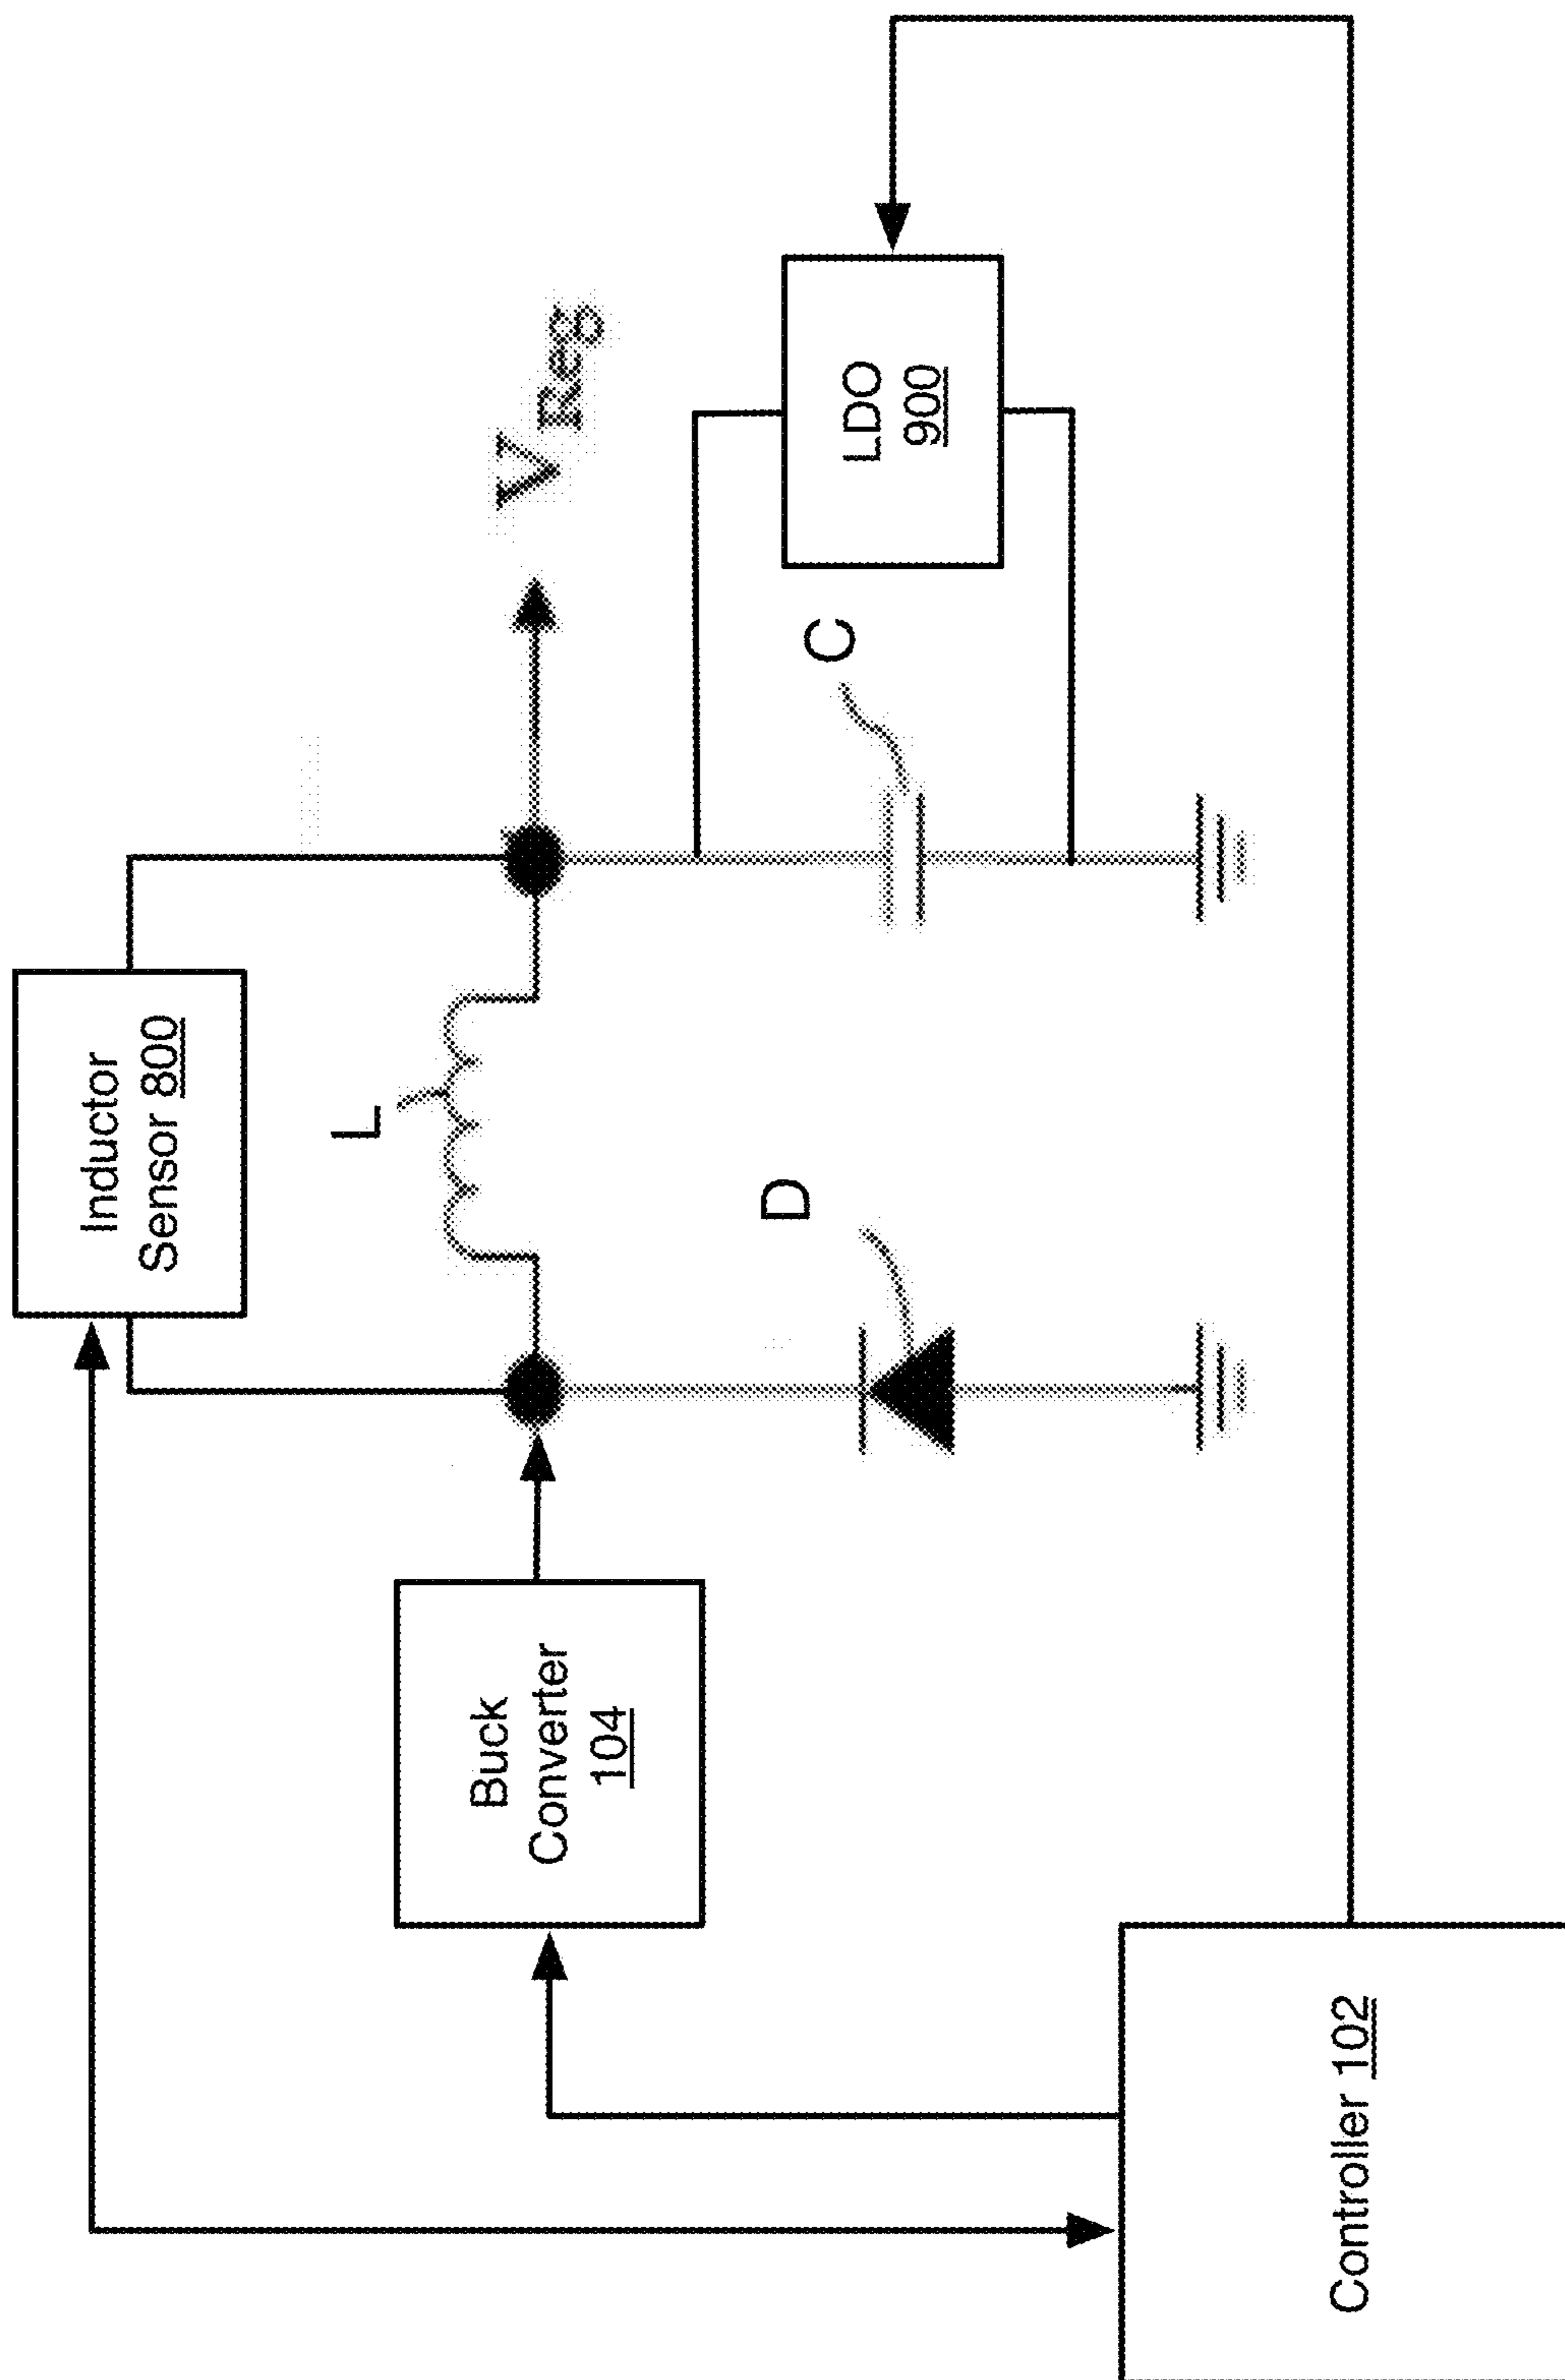 Inductor
Sensor 800
L
V Reg
Buck
Converter
104
D
C
LDO
900
Controller 102